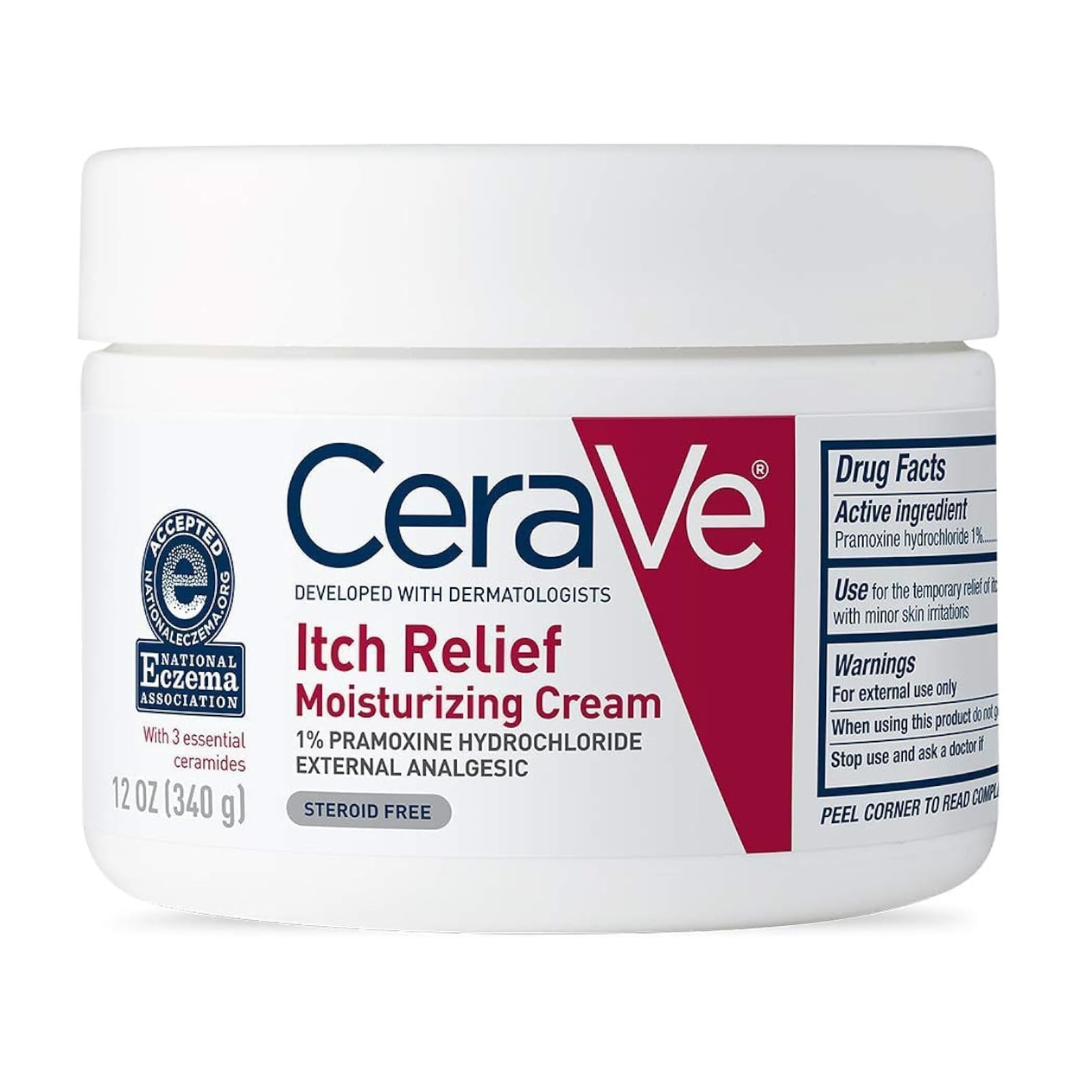 CeraVe®
DEVELOPED WITH DERMATOLOGISTS
Itch Relief
Moisturizing Cream
1% PRAMOXINE HYDROCHLORIDE
EXTERNAL ANALGESIC
STEROID FREE
ACCEPTED
e
NATIONALECZEMA.ORG
NATIONAL
Eczema
ASSOCIATION
With 3 essential
ceramides
12 OZ (340 g)
Drug Facts
Active ingredient
Pramoxine hydrochloride 1%......
Use for the temporary relief of
with minor skin irritations
Warnings
For external use only
When using this product do not
Stop use and ask a doctor if
PEEL CORNER TO READ